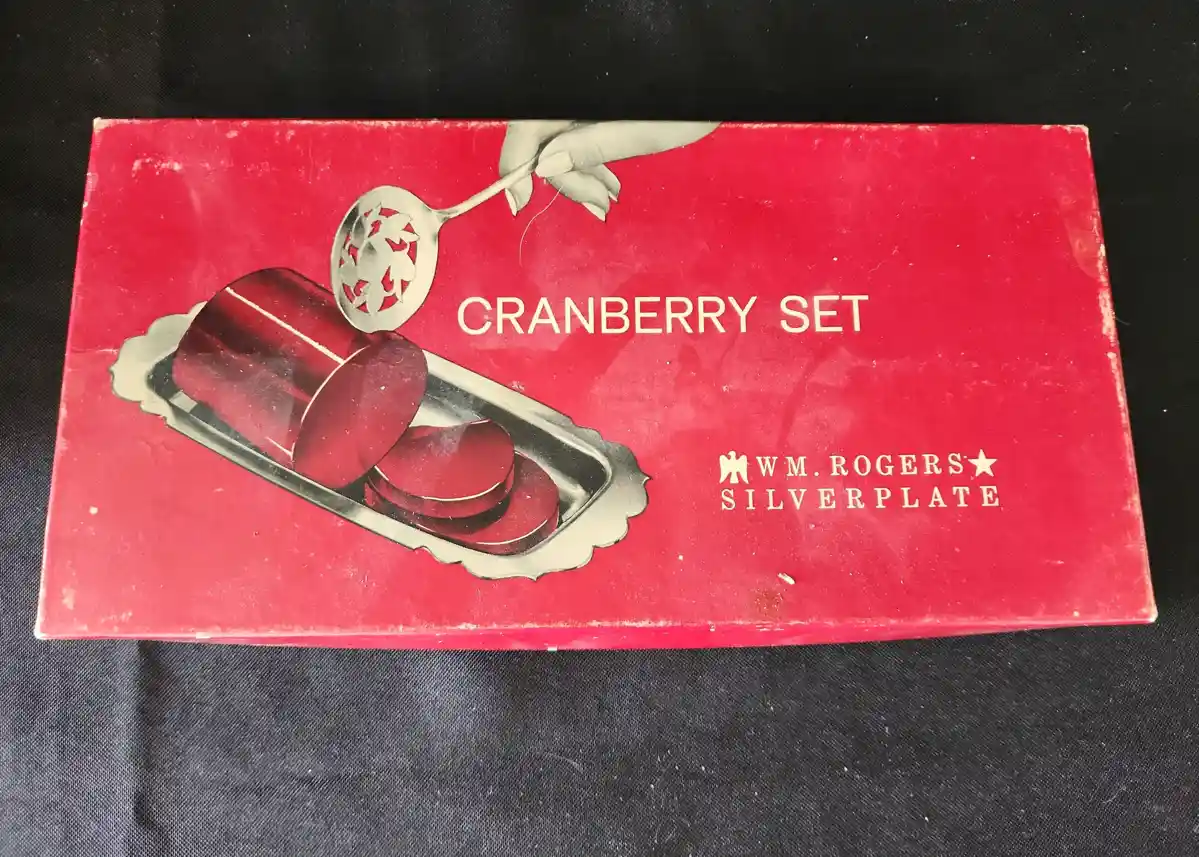 CRANBERRY SET
WM. ROGERS★
SILVERPLATE